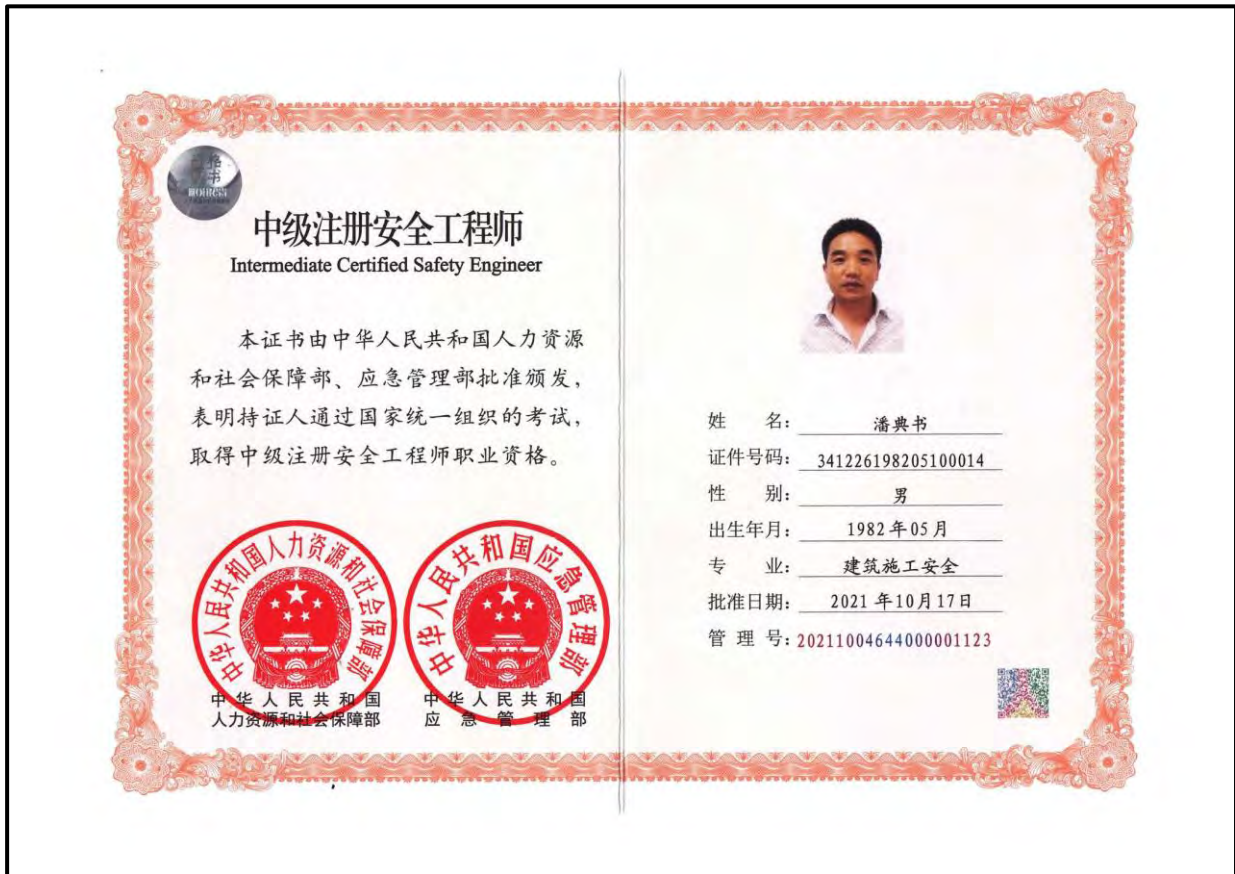 中级注册安全工程师
Intermediate Certified Safety Engineer
本证书由中华人民共和国人力资源
和社会保障部、应急管理部批准颁发，
表明持证人通过国家统一组织的考试，
取得中级注册安全工程师职业资格。
中华人民共和国人力资源和社会保障部
中华人民共和国
人力资源和社会保障部
中华人民共和国应急管理部
中华人民共和国
应急管理部
姓 名： 潘典书
证件号码： 341226198205100014
性 别： 男
出生年月： 1982年05月
专 业： 建筑施工安全
批准日期： 2021年10月17日
管 理 号：20211004644000001123